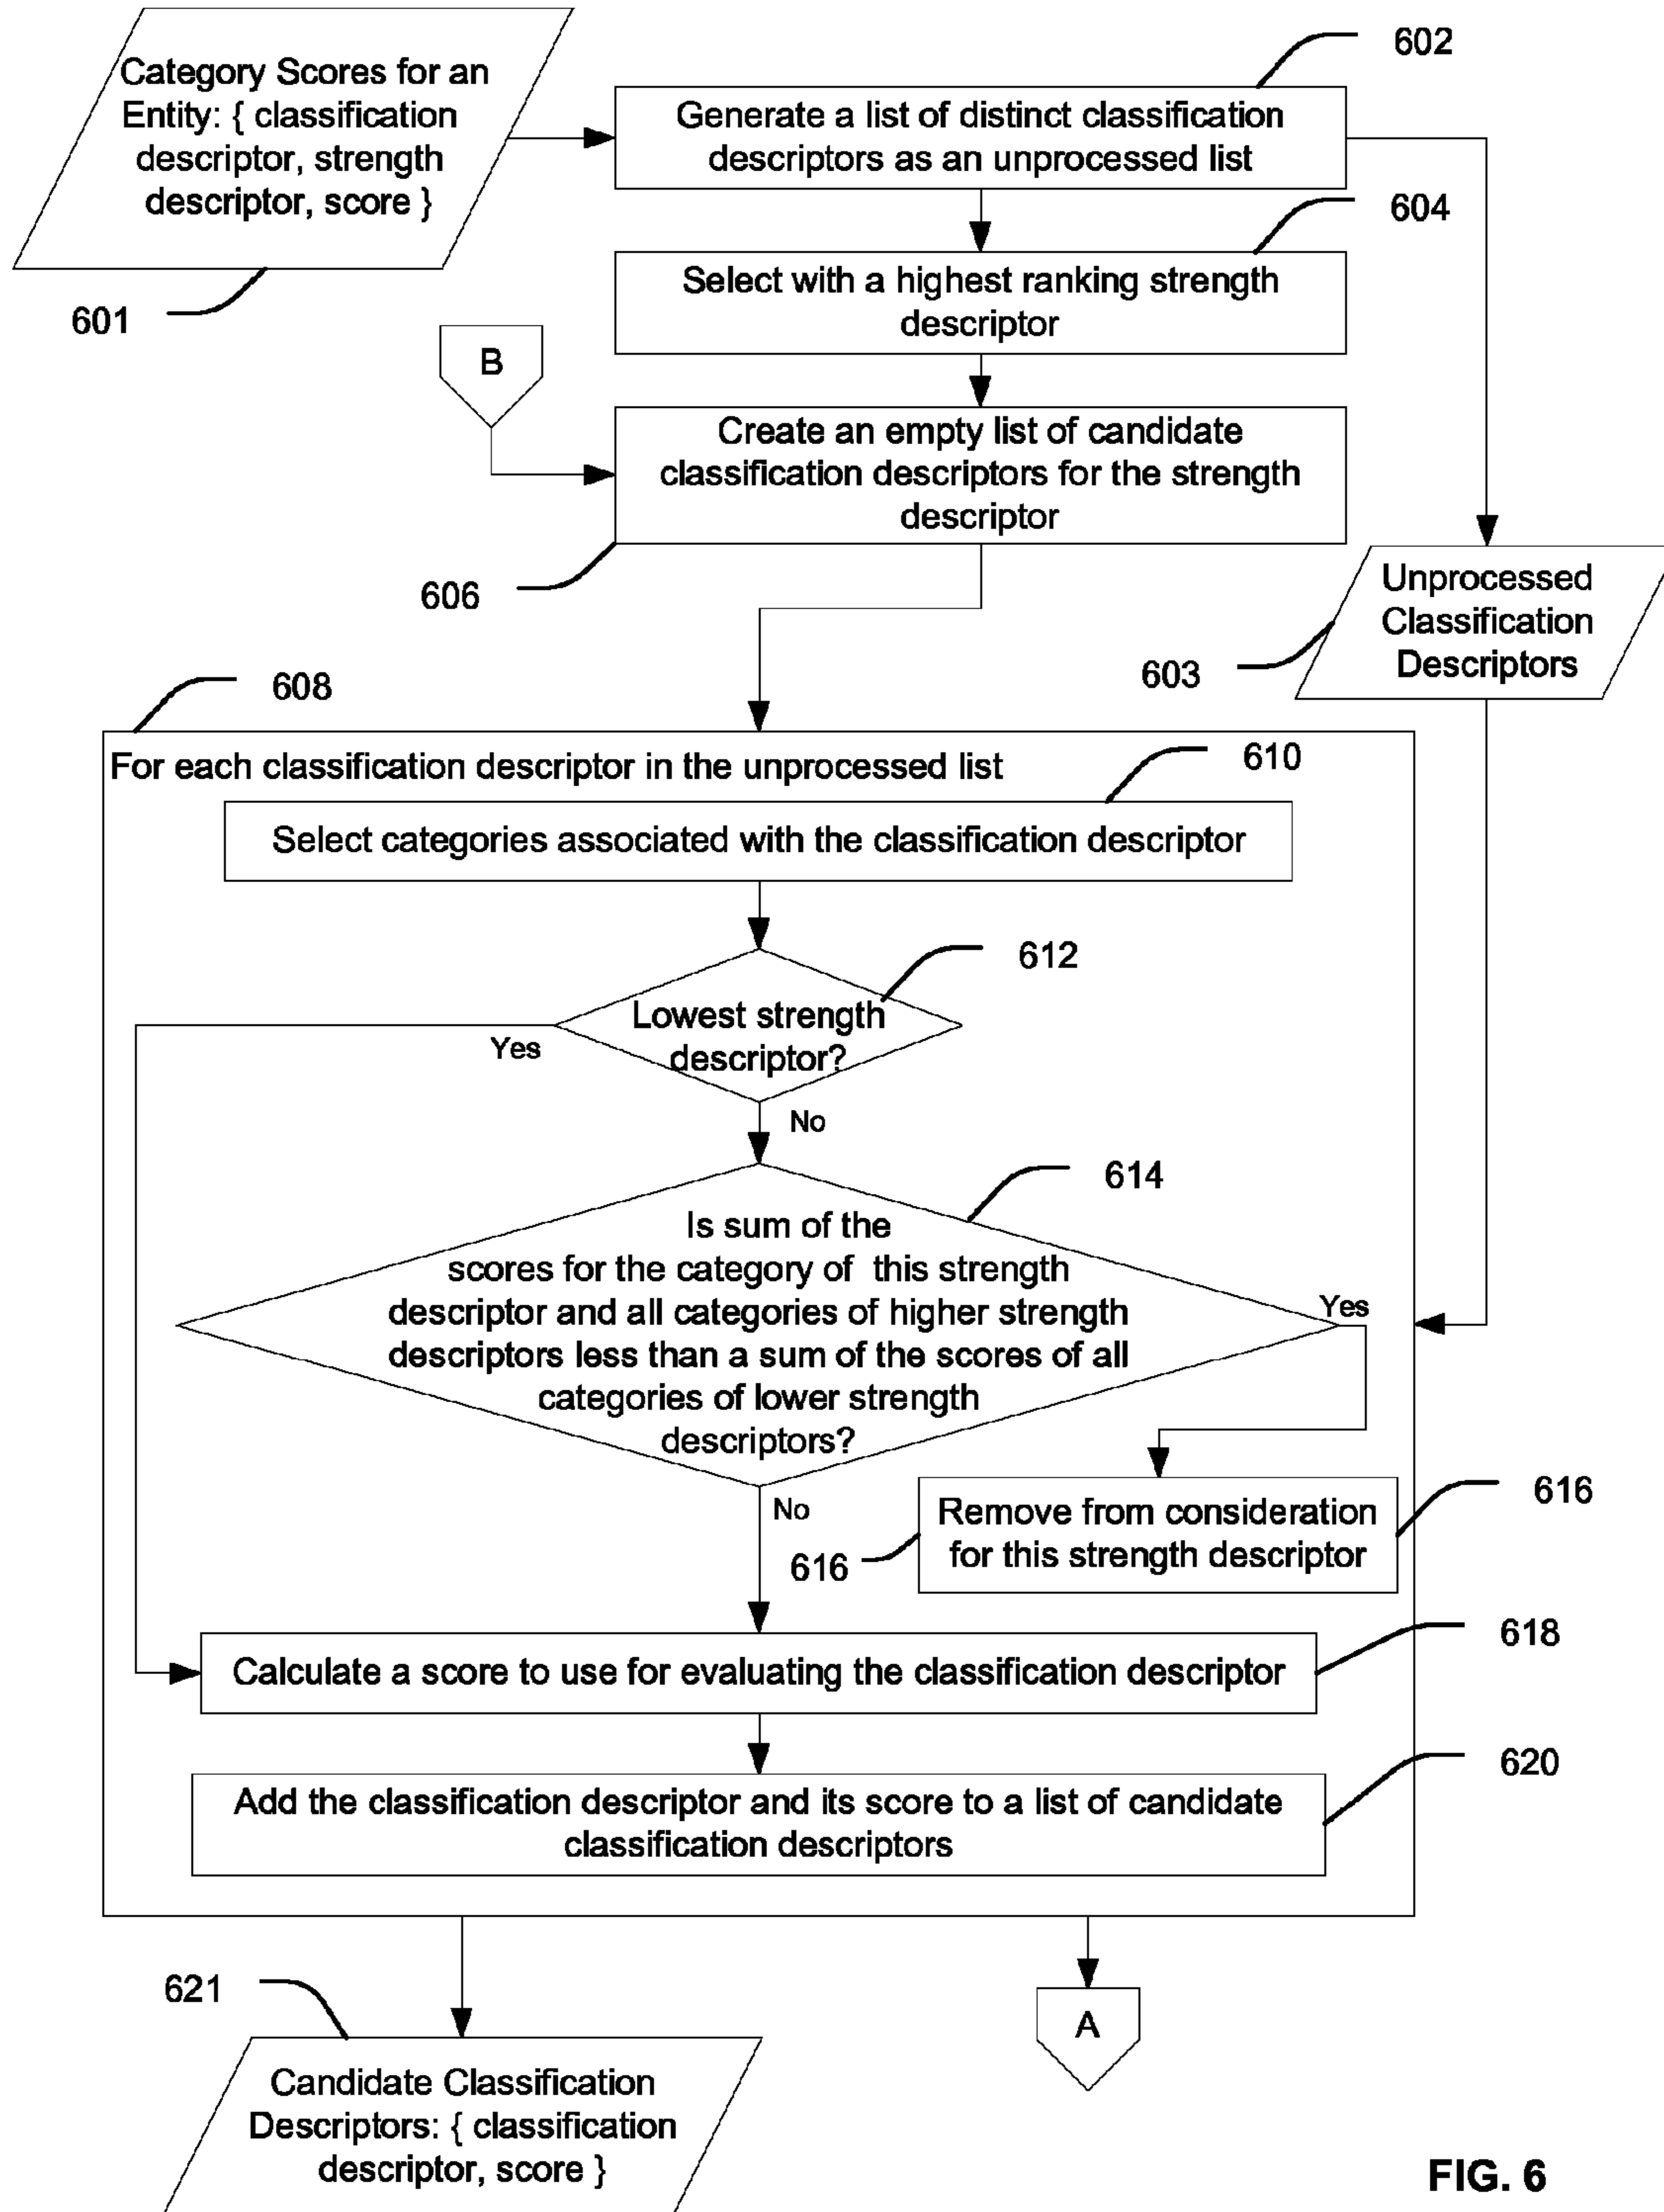 Category Scores for an
Entity: { classification
descriptor, strength
descriptor, score }
601
602
Generate a list of distinct classification
descriptors as an unprocessed list
604
Select with a highest ranking strength
descriptor
B
Create an empty list of candidate
classification descriptors for the strength
descriptor
606
Unprocessed
Classification
Descriptors
603
608
For each classification descriptor in the unprocessed list
610
Select categories associated with the classification descriptor
612
Lowest strength
descriptor?
Yes
No
614
Is sum of the
scores for the category of this strength
descriptor and all categories of higher strength
descriptors less than a sum of the scores of all
categories of lower strength
descriptors?
Yes
No
616
Remove from consideration
for this strength descriptor
616
618
Calculate a score to use for evaluating the classification descriptor
620
Add the classification descriptor and its score to a list of candidate
classification descriptors
621
A
Candidate Classification
Descriptors: { classification
descriptor, score }
FIG. 6